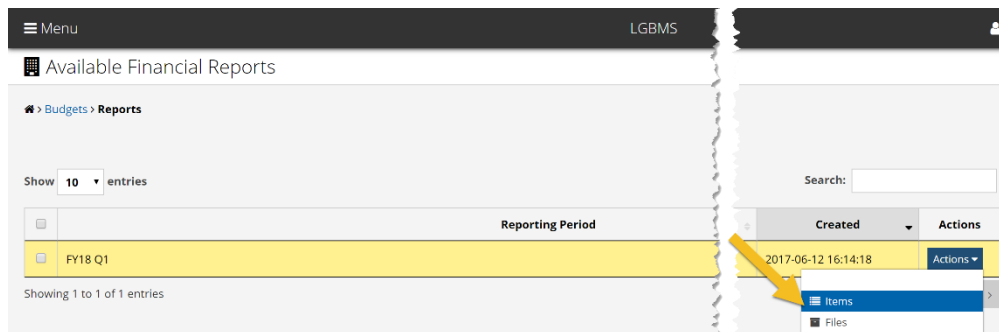 Menu LGBMS
Available Financial Reports
> Budgets > Reports
Show 10 entries Search:
Reporting Period Created Actions
FY18 Q1 2017-06-12 16:14:18 Actions
Showing 1 to 1 of 1 entries
Items
Files